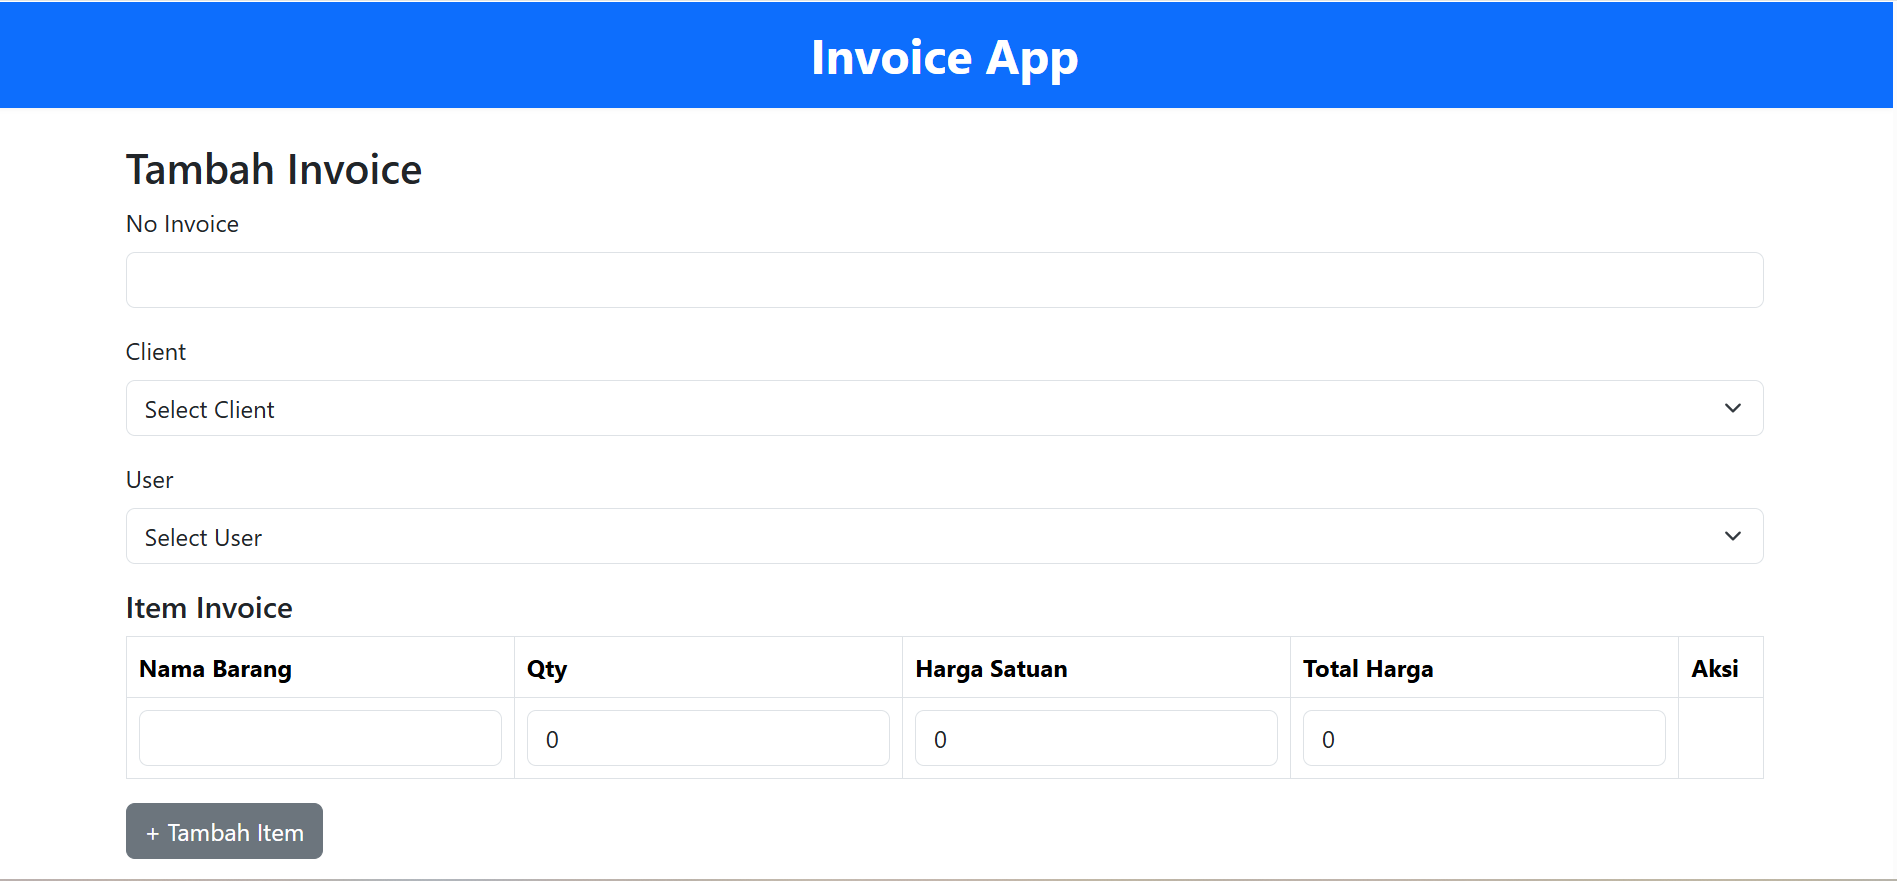 Invoice App
Tambah Invoice
No Invoice
Client
Select Client
User
Select User
Item Invoice
Nama Barang Qty Harga Satuan Total Harga Aksi
0 0 0
+ Tambah Item